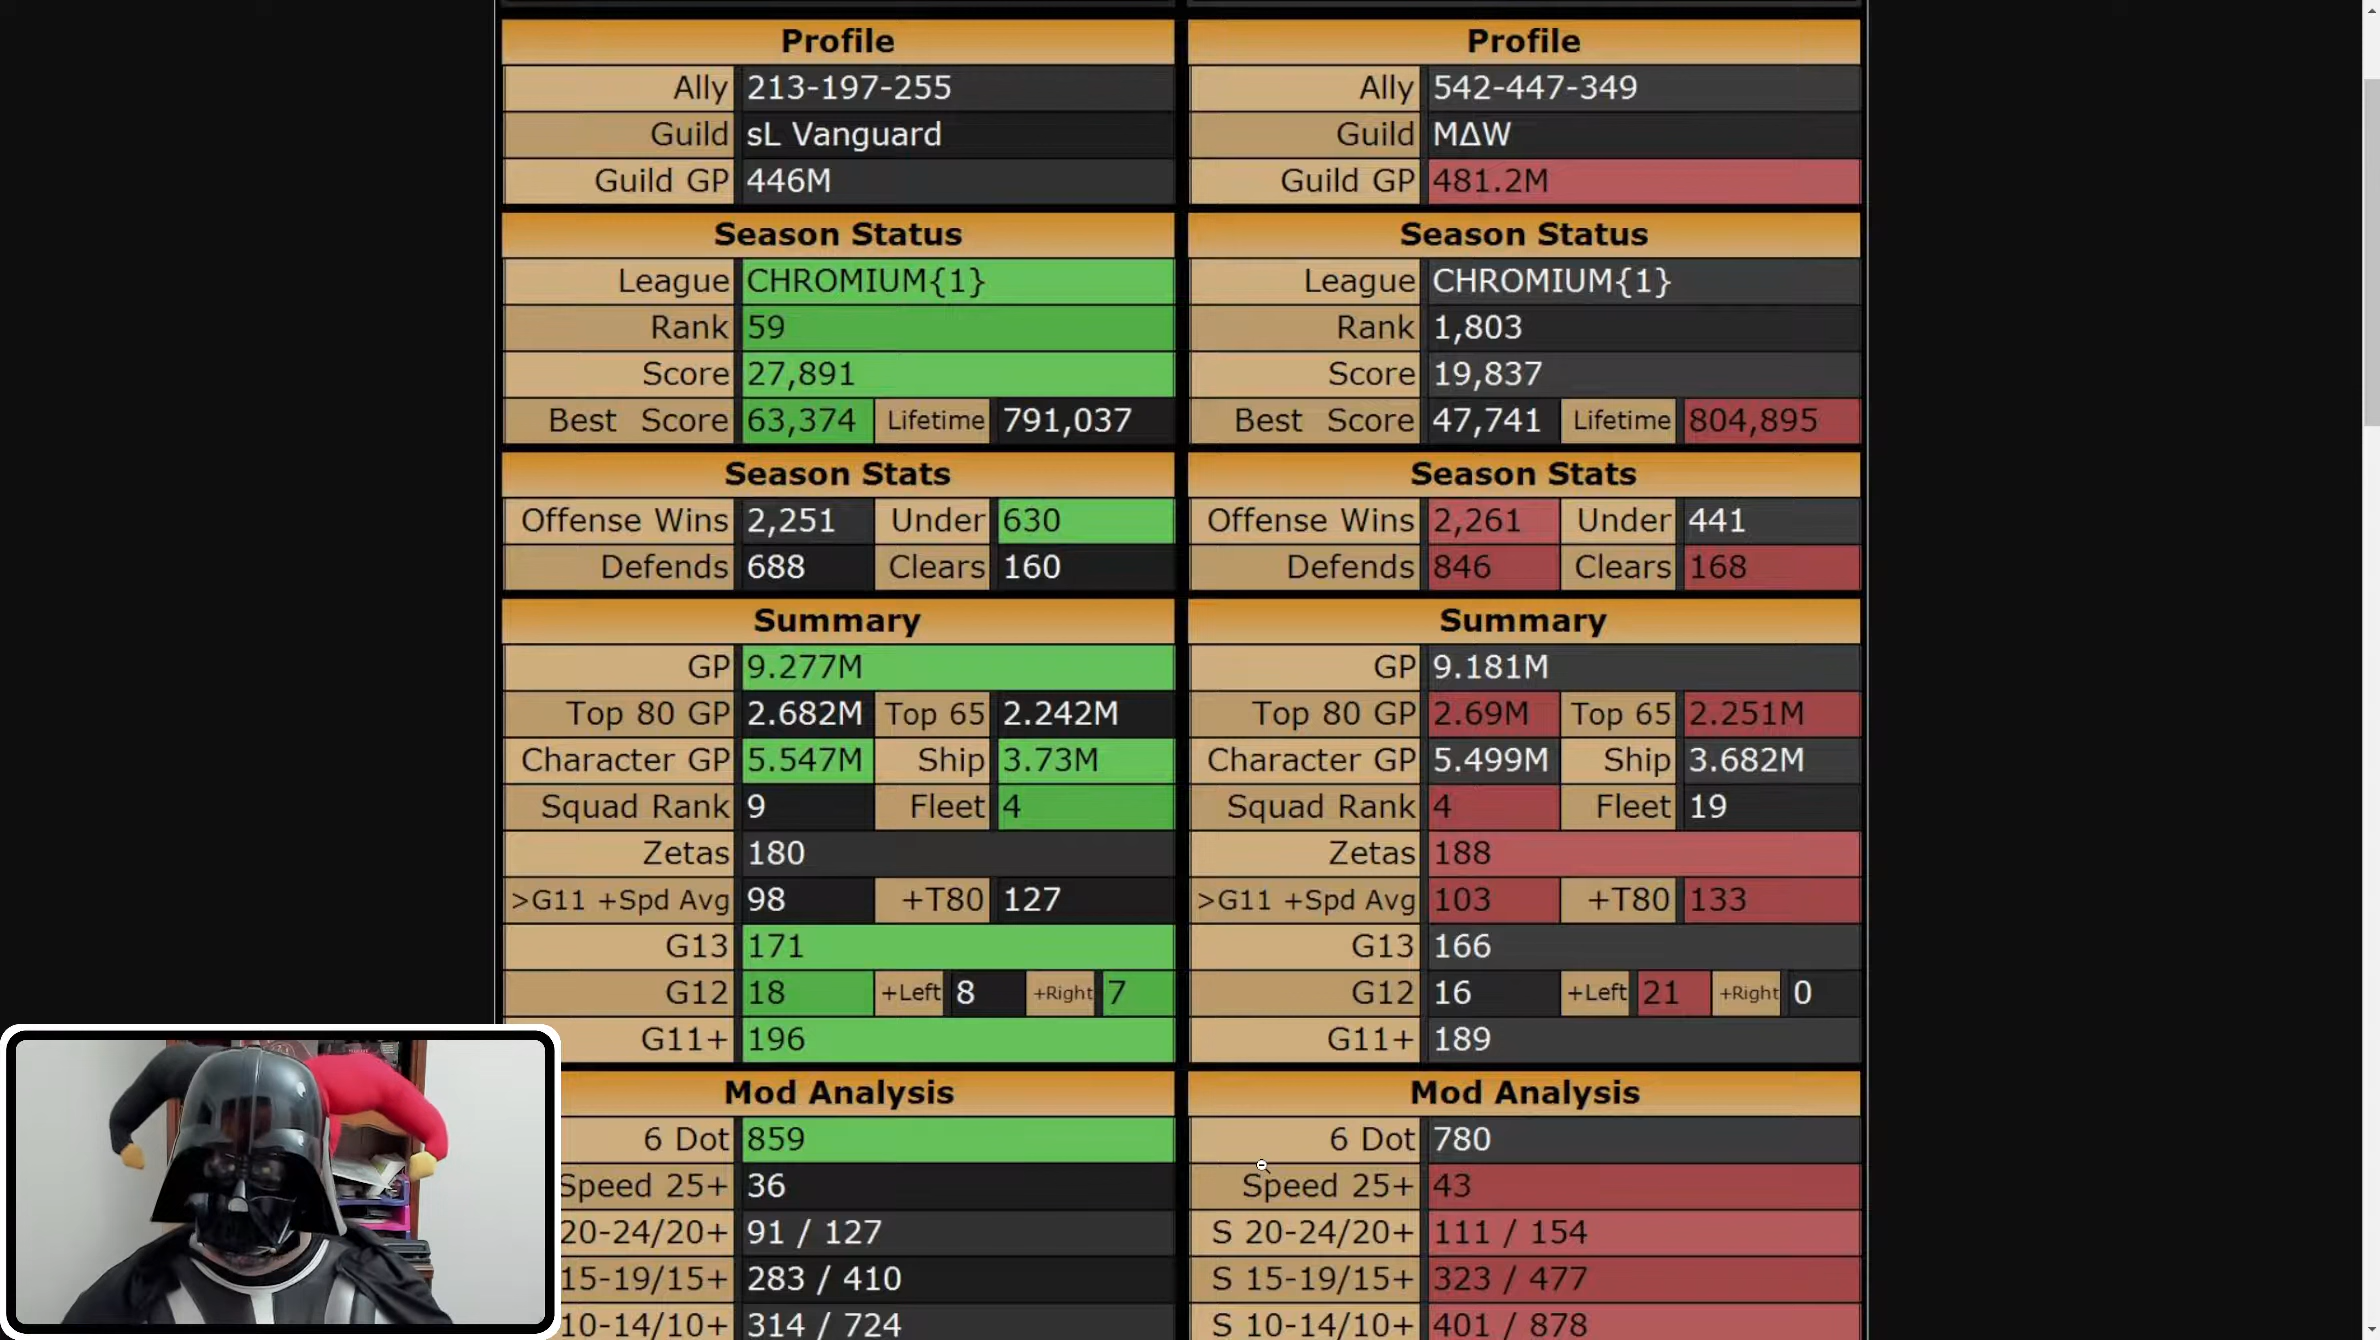 Profile
Ally 213-197-255
Guild sL Vanguard
Guild GP 446M
Season Status
League CHROMIUM{1}
Rank 59
Score 27,891
Best Score 63,374 Lifetime 791,037
Season Stats
Offense Wins 2,251 Under 630
Defends 688 Clears 160
Summary
GP 9.277M
Top 80 GP 2.682M Top 65 2.242M
Character GP 5.547M Ship 3.73M
Squad Rank 9 Fleet 4
Zetas 180
>G11 +Spd Avg 98 +T80 127
G13 171
G12 18 +Left 8 +Right 7
G11+ 196
Mod Analysis
6 Dot 859
Speed 25+ 36
20-24/20+ 91 / 127
15-19/15+ 283 / 410
10-14/10+ 314 / 724
Profile
Ally 542-447-349
Guild MΔW
Guild GP 481.2M
Season Status
League CHROMIUM{1}
Rank 1,803
Score 19,837
Best Score 47,741 Lifetime 804,895
Season Stats
Offense Wins 2,261 Under 441
Defends 846 Clears 168
Summary
GP 9.181M
Top 80 GP 2.69M Top 65 2.251M
Character GP 5.499M Ship 3.682M
Squad Rank 4 Fleet 19
Zetas 188
>G11 +Spd Avg 103 +T80 133
G13 166
G12 16 +Left 21 +Right 0
G11+ 189
Mod Analysis
6 Dot 780
Speed 25+ 43
S 20-24/20+ 111 / 154
S 15-19/15+ 323 / 477
S 10-14/10+ 401 / 878